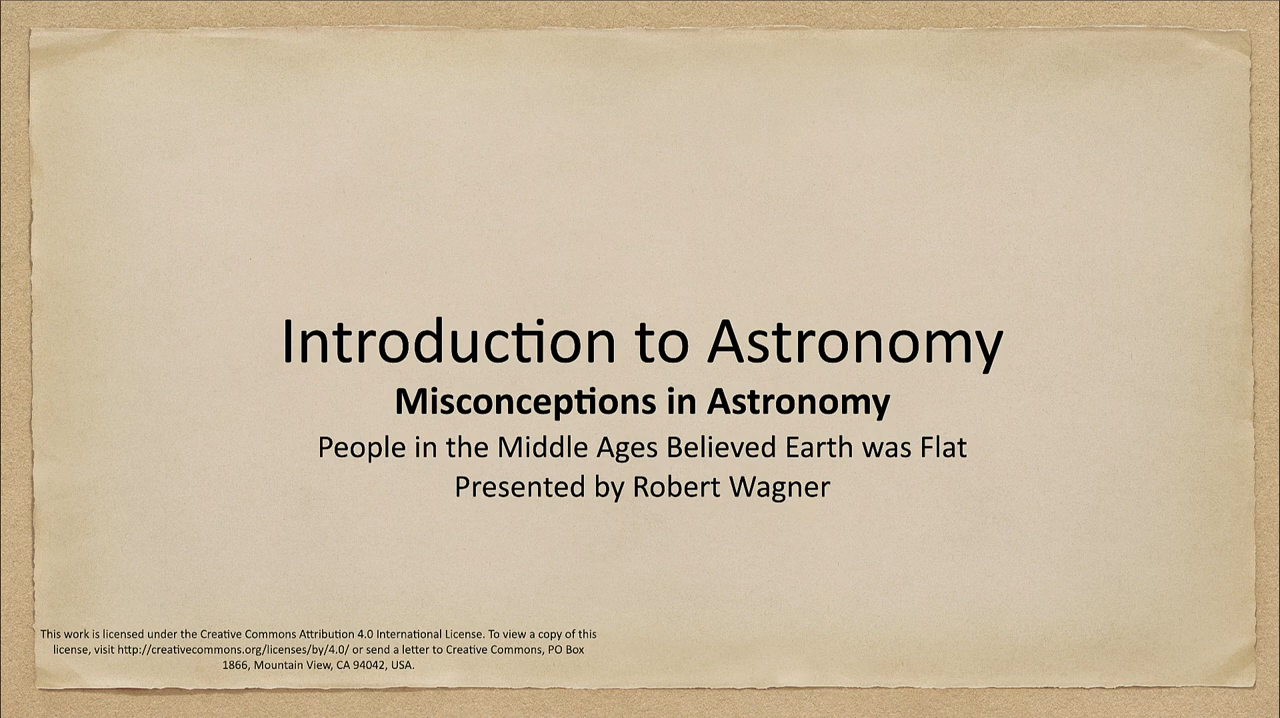 Introduction to Astronomy
Misconceptions in Astronomy
People in the Middle Ages Believed Earth was Flat
Presented by Robert Wagner
This work is licensed under the Creative Commons Attribution 4.0 International License. To view a copy of this
license, visit http://creativecommons.org/licenses/by/4.0/ or send a letter to Creative Commons, PO Box
1866, Mountain View, CA 94042, USA.